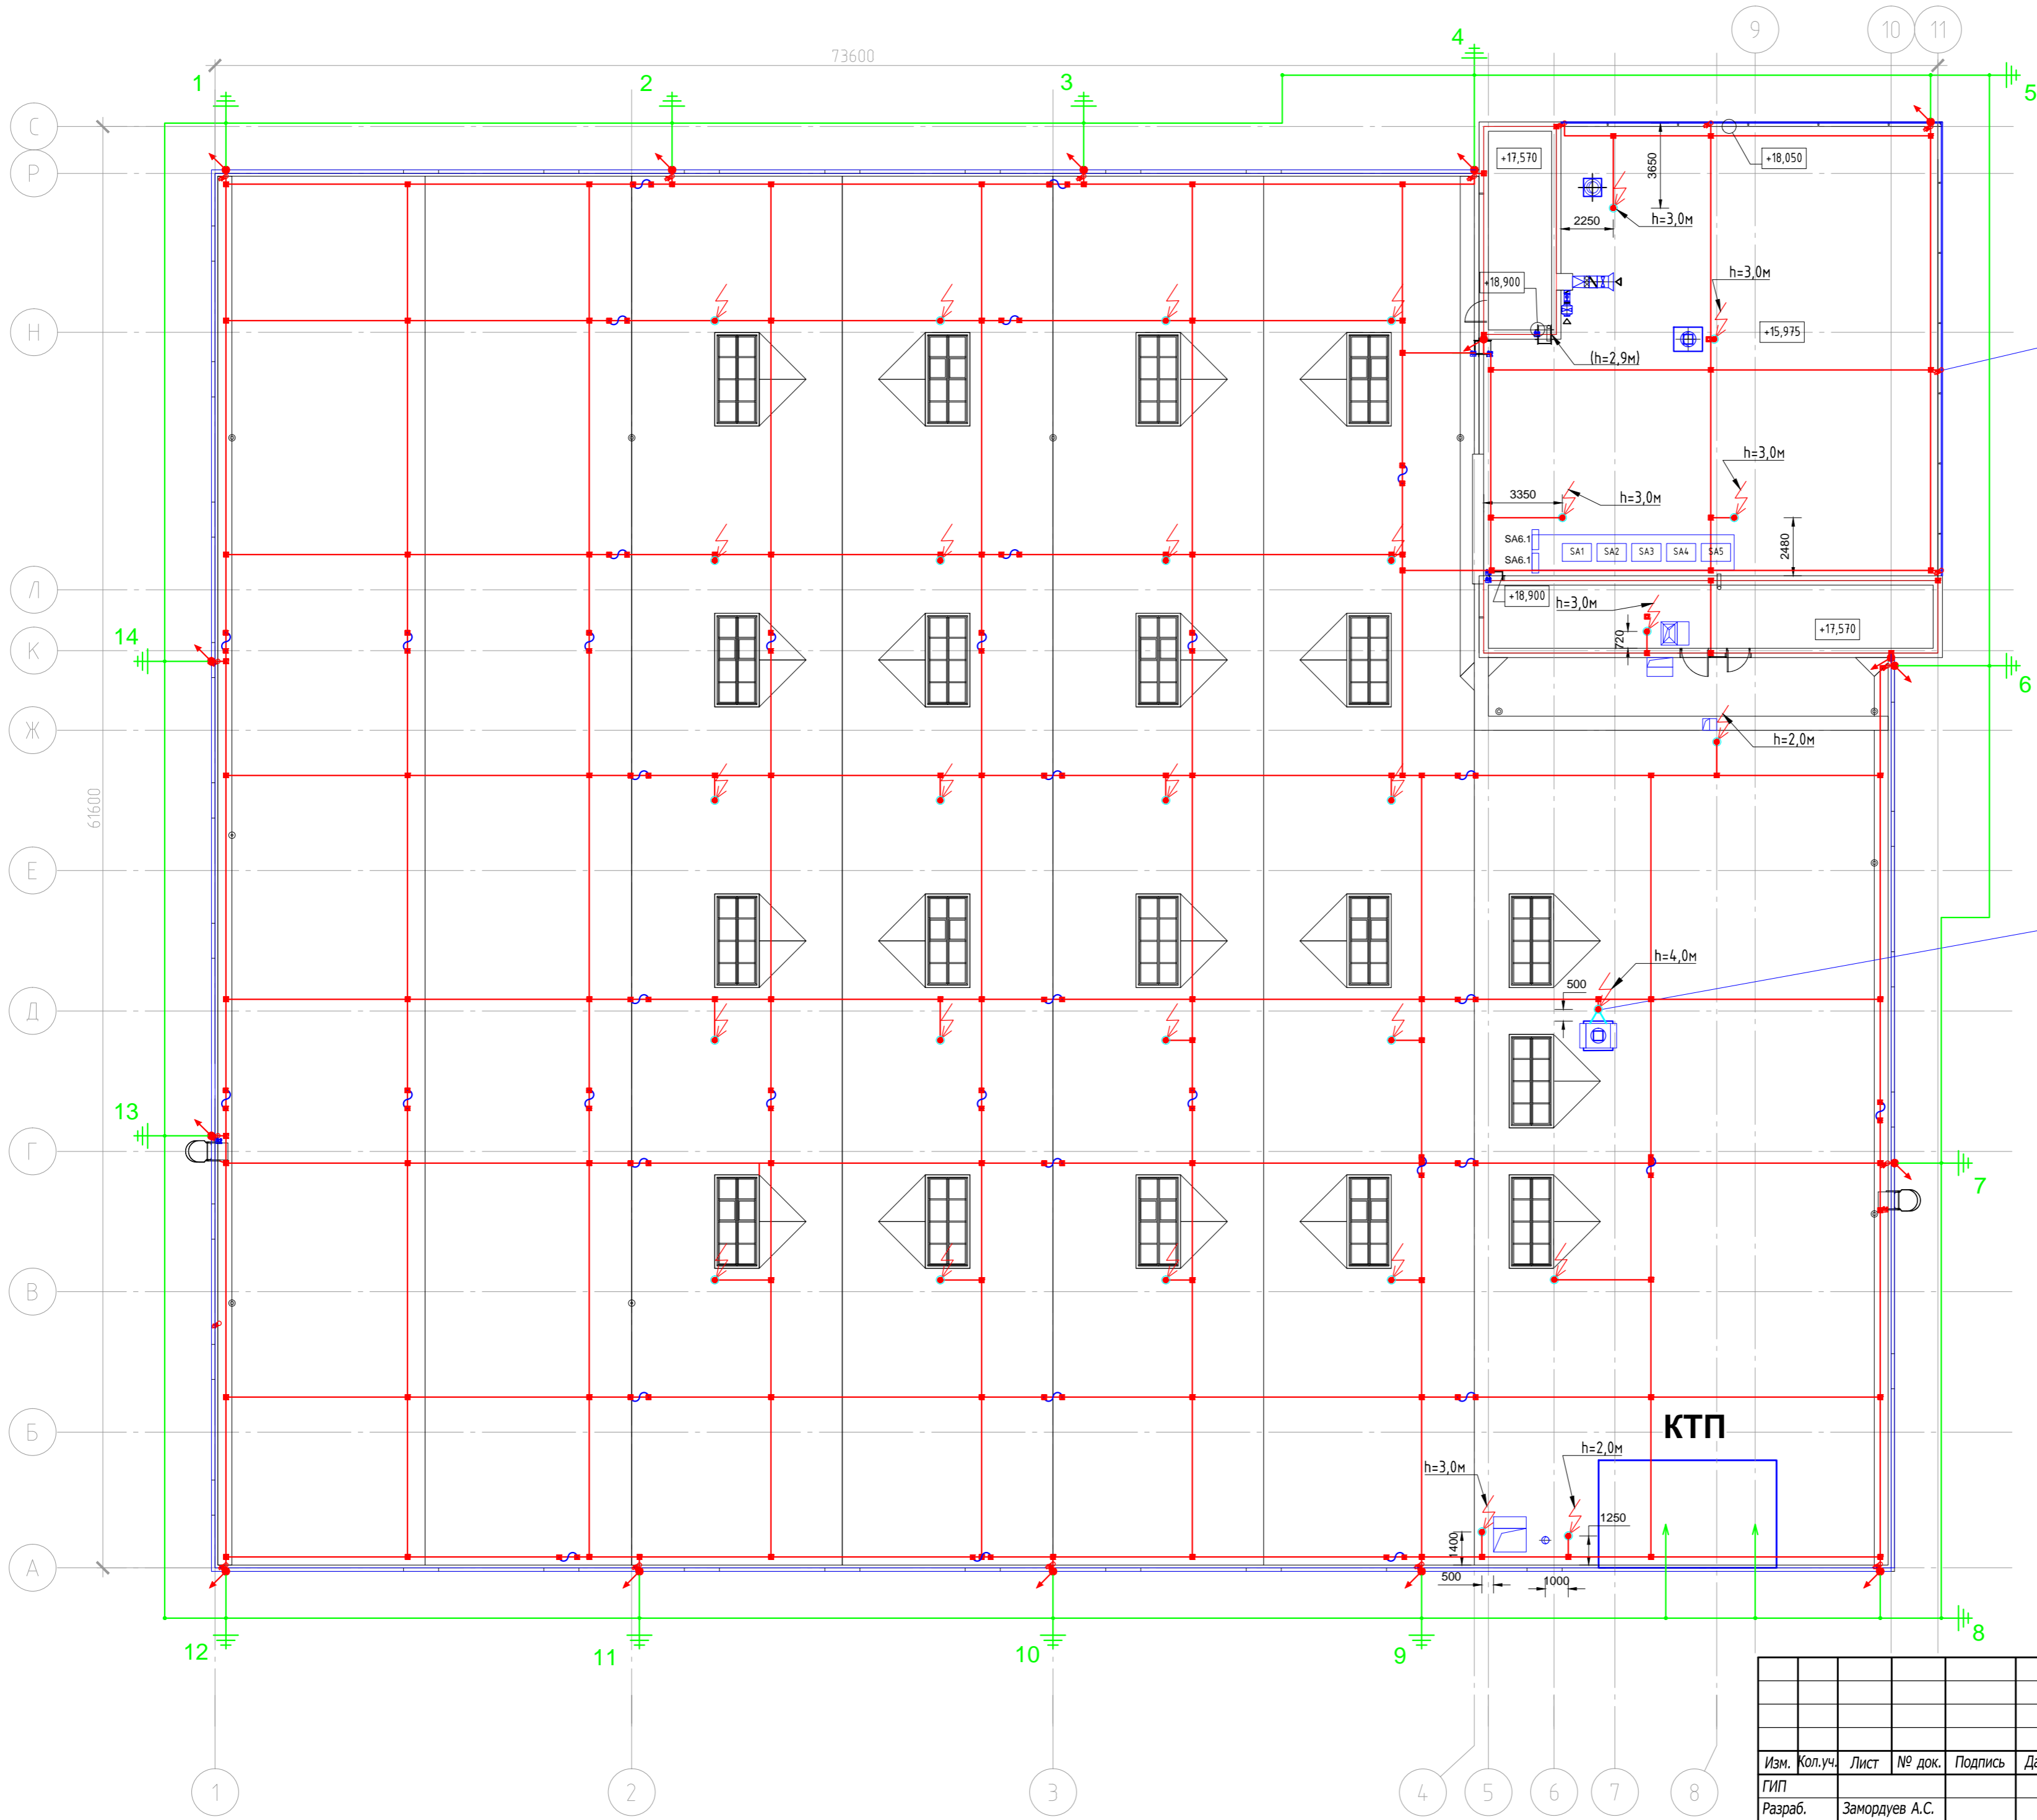 9
10
11
73600
4
1
2
3
5
С
Р
Н
Л
К
Ж
Е
Д
Г
В
Б
А
61600
+17,570
+18,050
3650
h=3,0м
2250
+18,900
h=3,0м
+15,975
(h=2,9м)
h=3,0м
3350
h=3,0м
SA6.1
SA1
SA2
SA3
SA4
SA5
SA6.1
2480
+18,900
h=3,0м
+17,570
720
14
6
h=2,0м
h=4,0м
500
13
7
КТП
h=3,0м
h=2,0м
1400
1250
500
1000
12
11
10
9
8
1
2
3
4
5
6
7
8
Изм.
Кол.уч.
Лист
№ док.
Подпись
ГИП
Разраб.
Замордуев А.С.